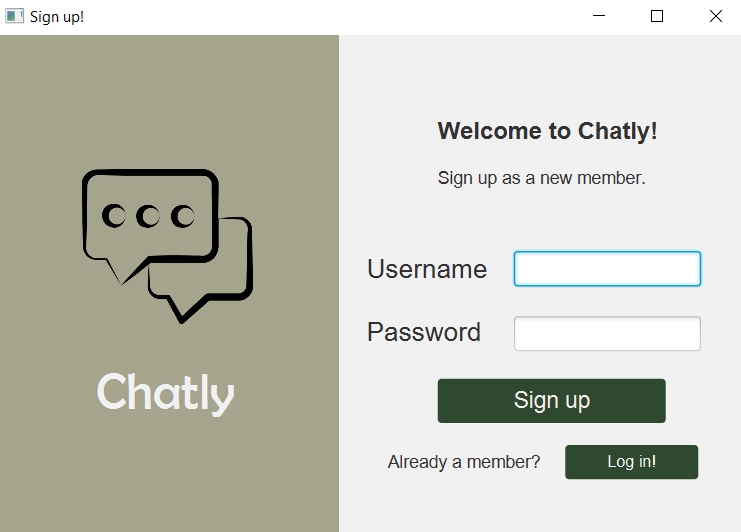 Sign up!
Chatly
Welcome to Chatly!
Sign up as a new member.
Username
Password
Sign up
Already a member? Log in!